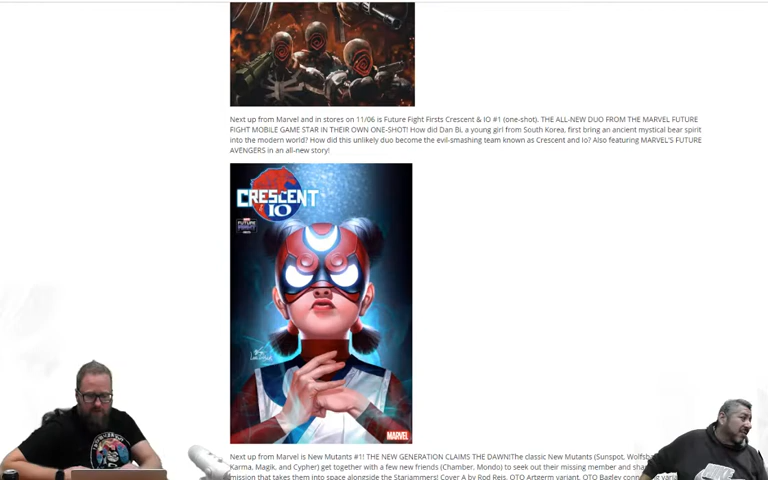 Next up from Marvel and in stores on 11/06 is Future Fight Firsts Crescent & IO #1 (one-shot). THE ALL-NEW DUO FROM THE MARVEL FUTURE
FIGHT MOBILE GAME STAR IN THEIR OWN ONE-SHOT! How did Dan Bi, a young girl from South Korea, first bring an ancient mystical bear spirit
into the modern world? How did this unlikely duo become the evil-smashing team known as Crescent and Io? Also featuring MARVEL'S FUTURE
AVENGERS in an all-new story!
CRESCENT
IO
FUTURE
FIGHT
MARVEL
Next up from Marvel is New Mutants #1! THE NEW GENERATION CLAIMS THE DAWN!The classic New Mutants (Sunspot,
Karma, Magik, and Cypher) get together with a few new friends (Chamber, Mondo) to seek out their missing member and
mission that takes them into space alongside the Starjammers! Cover A by Rod Reis, OTO Artgerm variant, OTO Bagley